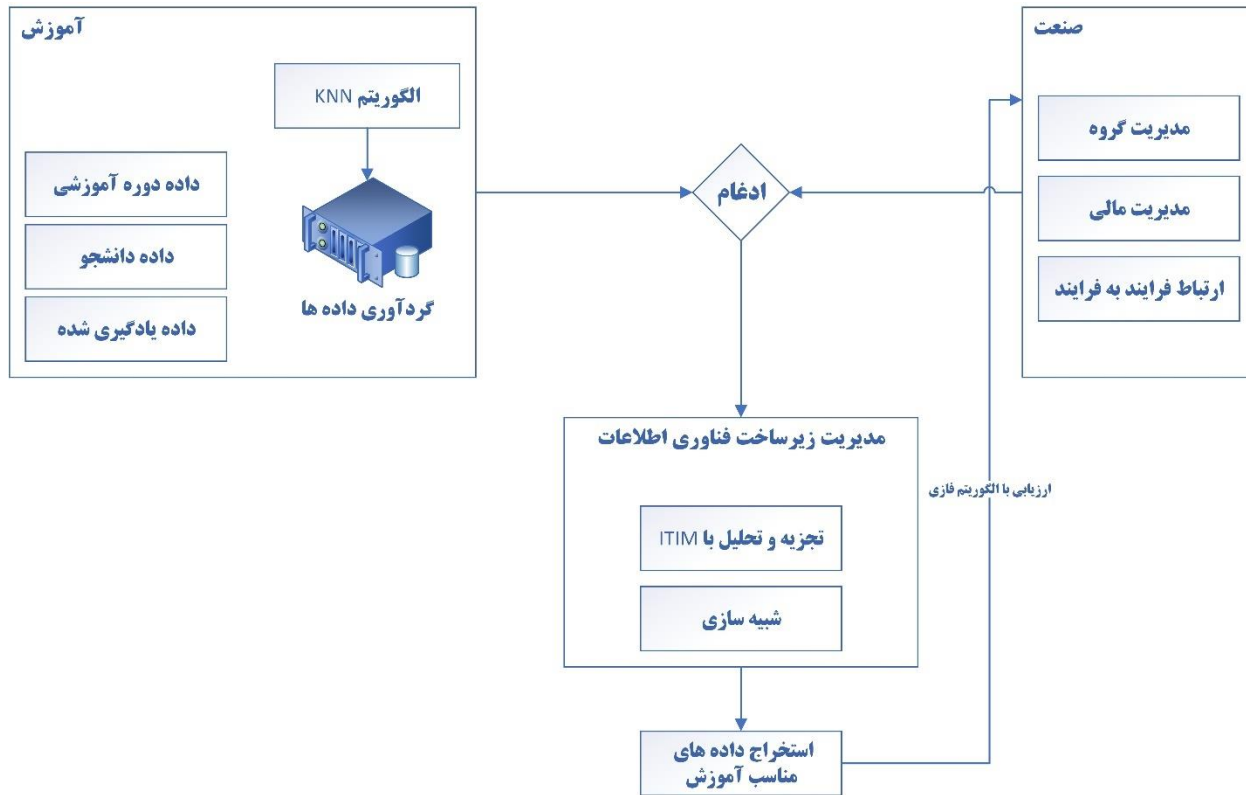 آموزش
الگوریتم KNN
داده دوره آموزشی
داده دانشجو
داده یادگیری شده
گردآوری داده ها
ادغام
صنعت
مدیریت گروه
مدیریت مالی
ارتباط فرایند به فرایند
مدیریت زیرساخت فناوری اطلاعات
تجزیه و تحلیل با ITIM
شبیه سازی
ارزیابی با الگوریتم فازی
استخراج داده های
مناسب آموزش